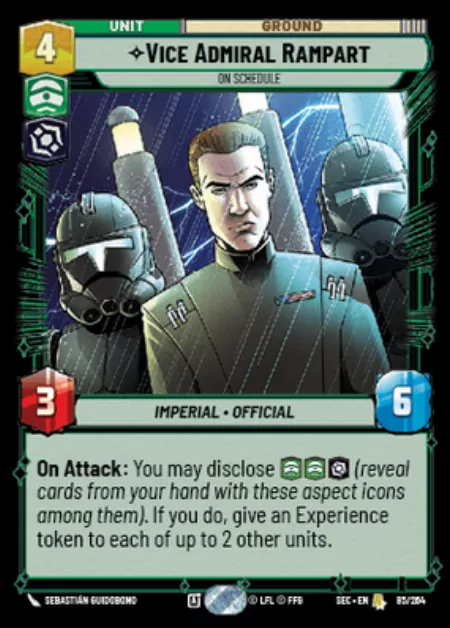 UNIT GROUND
4
VICE ADMIRAL RAMPART
ON SCHEDULE
3
IMPERIAL • OFFICIAL
6
On Attack: You may disclose (reveal
cards from your hand with these aspect icons
among them). If you do, give an Experience
token to each of up to 2 other units.
SEBASTIÁN GUIDOBONO © LFL © FFG SEC • EN 85/264